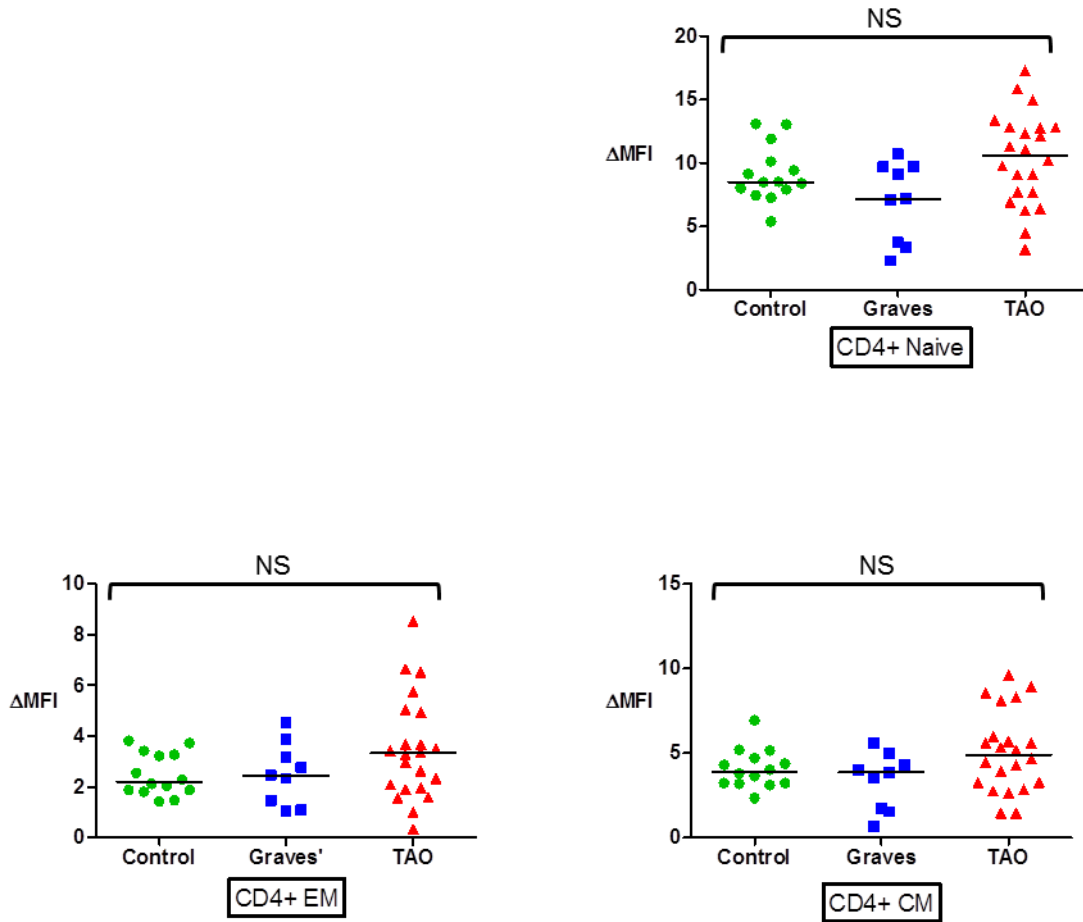 NS
20
15
ΔMFI
10
5
0
Control Graves TAO
CD4+ Naive
NS
10
8
6
ΔMFI
4
2
0
Control Graves' TAO
CD4+ EM
NS
15
10
ΔMFI
5
0
Control Graves TAO
CD4+ CM